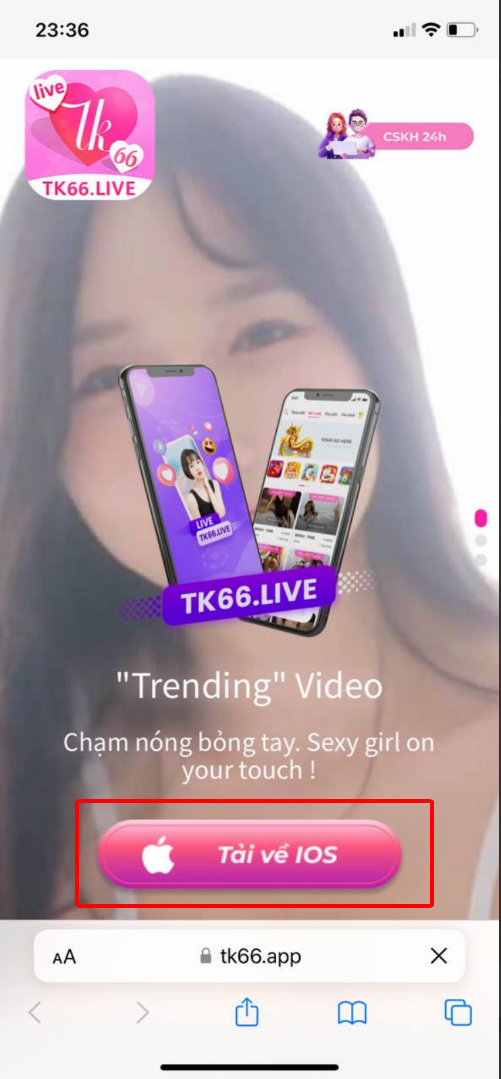 23:36
live
tk
66
TK66.LIVE
CSKH 24h
YOUR AD HERE
LIVE
TK66.LIVE
TK66.LIVE
"Trending" Video
Chạm nóng bỏng tay. Sexy girl on
your touch !
Tải về IOS
AA
tk66.app